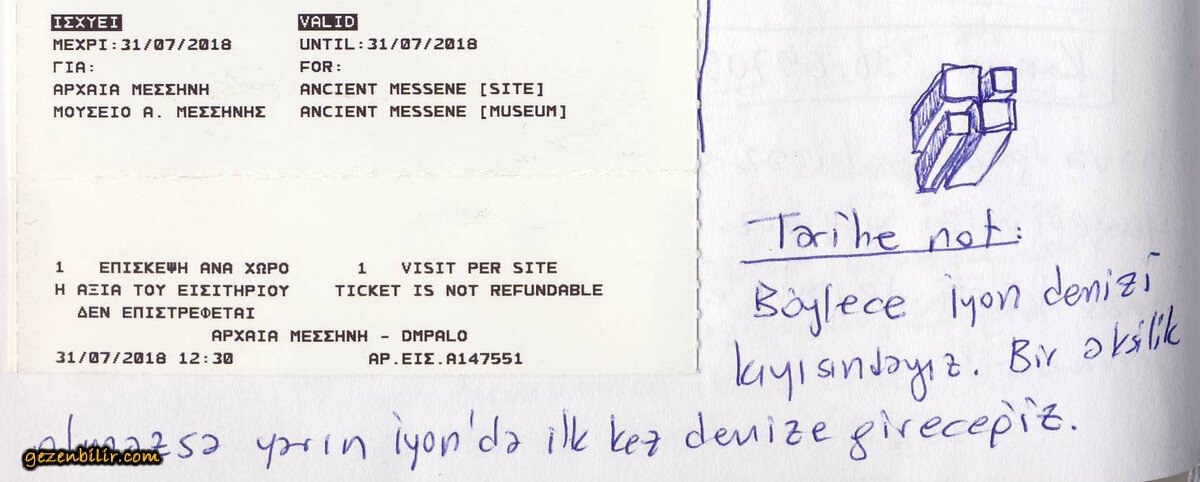 ΙΣΧΥΕΙ VALID
ΜΕΧΡΙ:31/07/2018 UNTIL:31/07/2018
ΓΙΑ: FOR:
ΑΡΧΑΙΑ ΜΕΣΣΗΝΗ ANCIENT MESSENE [SITE]
ΜΟΥΣΕΙΟ Α. ΜΕΣΣΗΝΗΣ ANCIENT MESSENE [MUSEUM]
1 ΕΠΙΣΚΕΨΗ ΑΝΑ ΧΩΡΟ 1 VISIT PER SITE
Η ΑΞΙΑ ΤΟΥ ΕΙΣΙΤΗΡΙΟΥ TICKET IS NOT REFUNDABLE
ΔΕΝ ΕΠΙΣΤΡΕΦΕΤΑΙ
ΑΡΧΑΙΑ ΜΕΣΣΗΝΗ - DMPALO
31/07/2018 12:30 ΑΡ.ΕΙΣ.Α147551
Tarihe not:
Böylece iyon denizi
kıyısındayız. Bir aksilik
olmazsa yarın iyon'da ilk kez denize gireceğiz.
gezenbilir.com